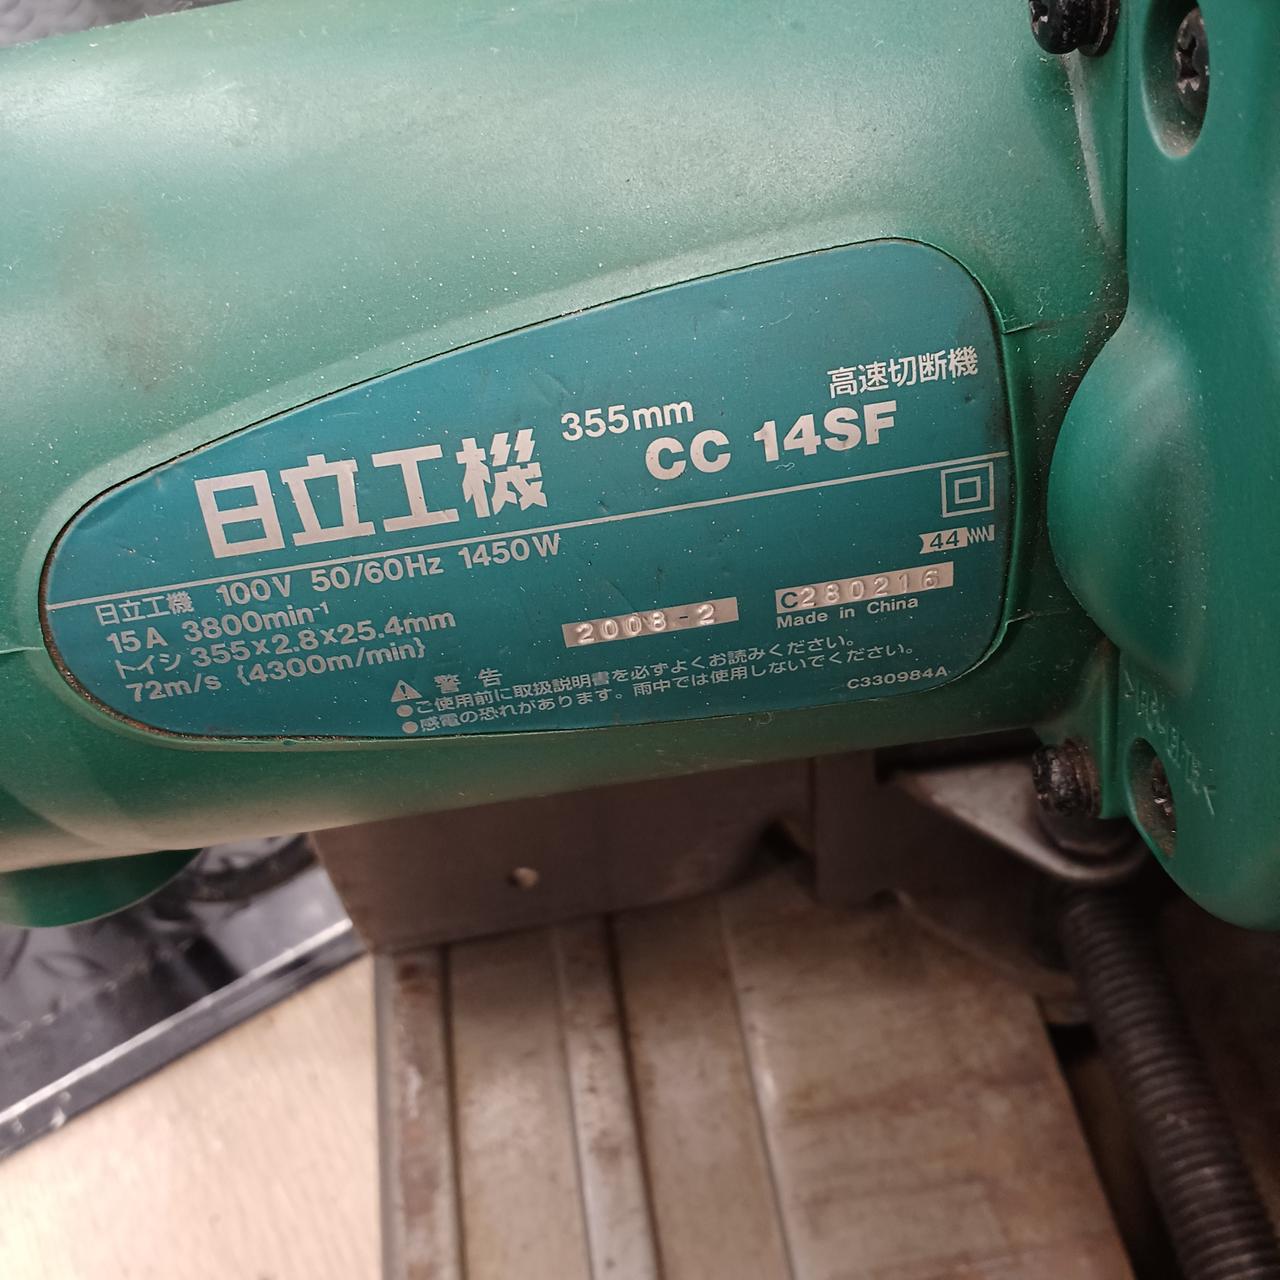 355mm 高速切断機
日立工機 CC 14SF
日立工機 100V 50/60Hz 1450W
15A 3800min⁻¹
トイシ 355×2.8×25.4mm
72m/s {4300m/min}
44
2008-2
C280216
Made in China
警告
●ご使用前に取扱説明書を必ずよくお読みください。
●感電の恐れがあります。雨中では使用しないでください。
C330984A